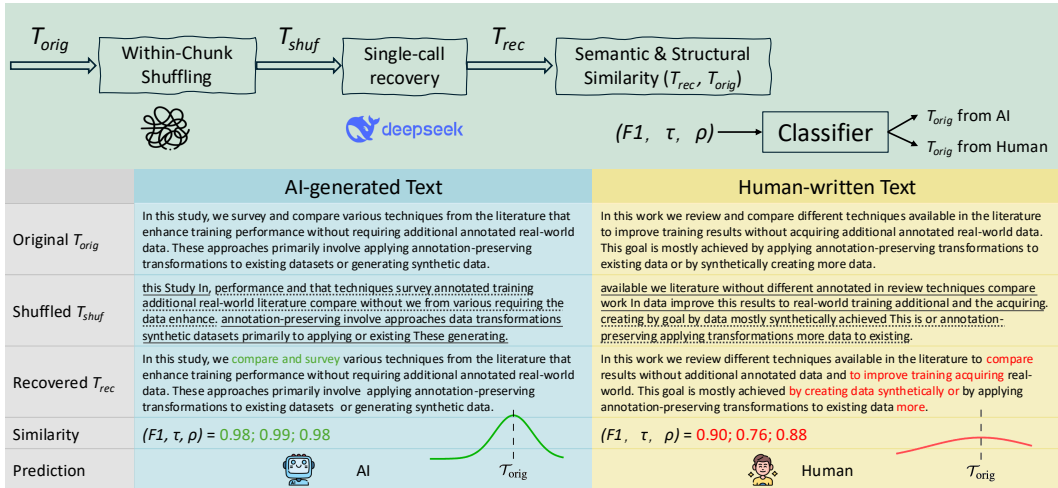 T_orig
T_shuf
T_rec
Within-Chunk
Shuffling
Single-call
recovery
Semantic & Structural
Similarity (T_rec, T_orig)
deepseek
(F1, τ, ρ)
Classifier
T_orig from AI
T_orig from Human
AI-generated Text
Human-written Text
Original T_orig
In this study, we survey and compare various techniques from the literature that
enhance training performance without requiring additional annotated real-world
data. These approaches primarily involve applying annotation-preserving
transformations to existing datasets or generating synthetic data.
In this work we review and compare different techniques available in the literature
to improve training results without acquiring additional annotated real-world data.
This goal is mostly achieved by applying annotation-preserving transformations to
existing data or by synthetically creating more data.
Shuffled T_shuf
this Study In, performance and that techniques survey annotated training
additional real-world literature compare without we from various requiring the
data enhance. annotation-preserving involve approaches data transformations
synthetic datasets primarily to applying or existing These generating.
available we literature without different annotated in review techniques compare
work In data improve this results to real-world training additional and the acquiring.
creating by goal by data mostly synthetically achieved This is or annotation-
preserving applying transformations more data to existing.
Recovered T_rec
In this study, we compare and survey various techniques from the literature that
enhance training performance without requiring additional annotated real-world
data. These approaches primarily involve applying annotation-preserving
transformations to existing datasets or generating synthetic data.
In this work we review different techniques available in the literature to compare
results without additional annotated data and to improve training acquiring real-
world. This goal is mostly achieved by creating data synthetically or by applying
annotation-preserving transformations to existing data more.
Similarity
(F1, τ, ρ) = 0.98; 0.99; 0.98
(F1, τ, ρ) = 0.90; 0.76; 0.88
Prediction
AI
T_orig
Human
T_orig